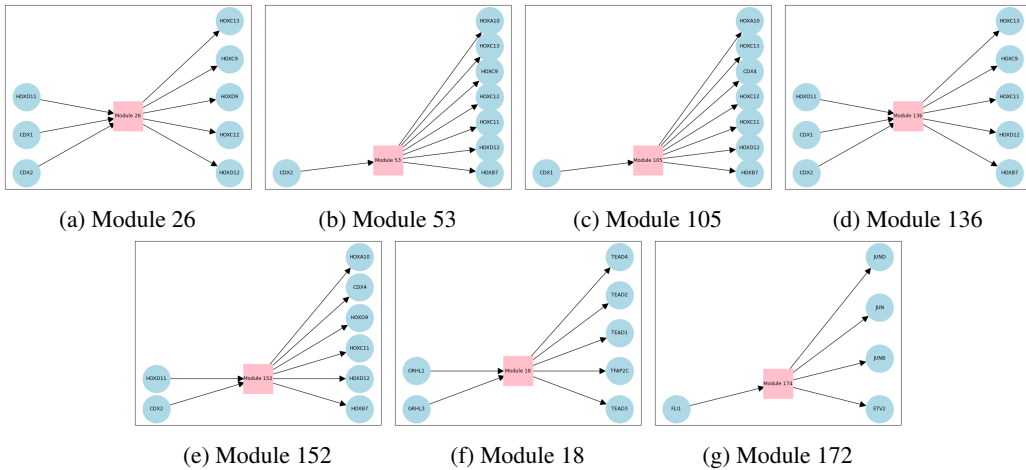 HOXC13
HOXC9
HOXD11
HOXD9
Module 26
CDX1
HOXC12
CDX2
HOXD12
(a) Module 26
HOXA10
HOXC13
HOXC9
HOXC12
HOXC11
Module 53
HOXD12
CDX2
HOXB7
(b) Module 53
HOXA10
HOXC13
CDX4
HOXC12
HOXC11
Module 105
HOXD12
CDX1
HOXB7
(c) Module 105
HOXC13
HOXC9
HOXD11
HOXC11
Module 136
CDX1
HOXD12
CDX2
HOXB7
(d) Module 136
HOXA10
CDX4
HOXD9
HOXC11
HOXD11
Module 152
HOXD12
CDX2
HOXB7
(e) Module 152
TEAD4
TEAD2
TEAD1
GRHL1
Module 18
TFAP2C
GRHL3
TEAD3
(f) Module 18
JUND
JUN
JUNB
Module 174
FLI1
ETV2
(g) Module 172